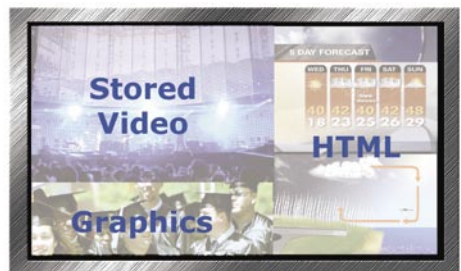 Stored
Video
Graphics
5 DAY FORECAST
WED THU FRI SAT SUN
40 42 40 42 48
18 23 25 26 29
HTML